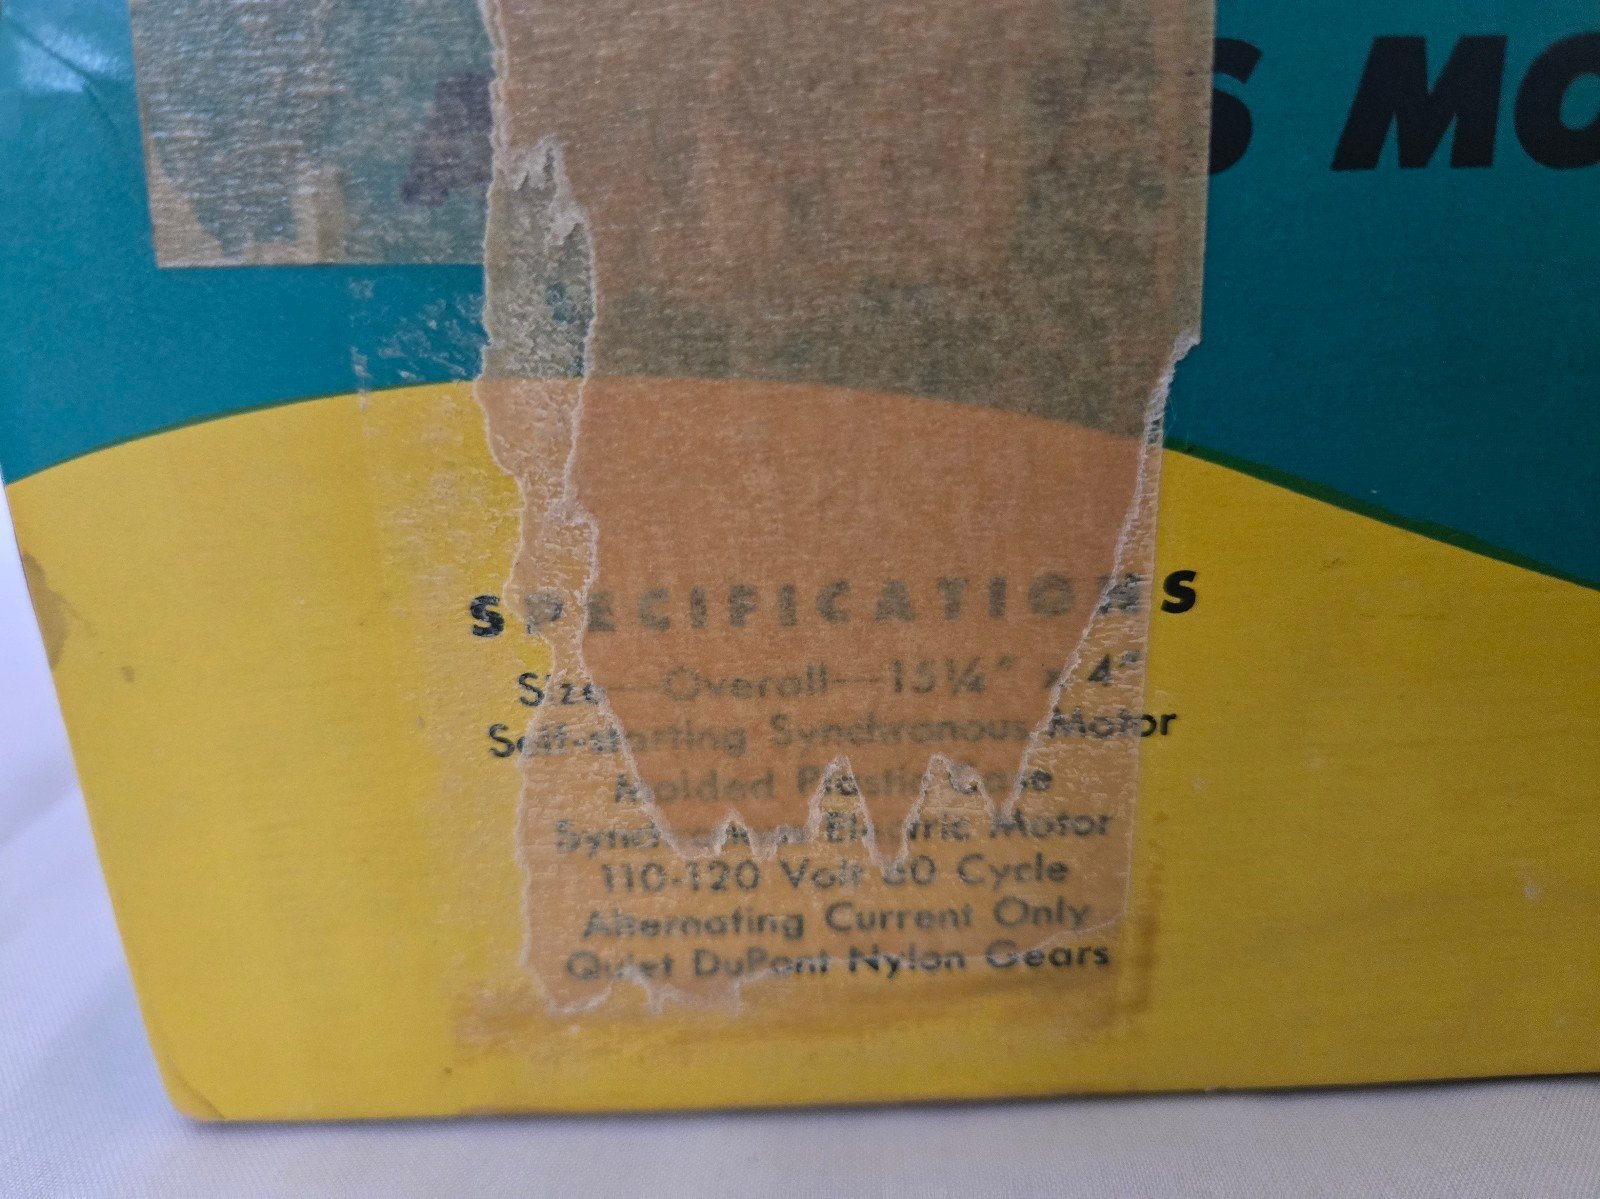 A S MO
SPECIFICATIONS
Size—Overall—15¼" x 4"
Self-starting Synchronous Motor
Molded Plastic Case
Electric Motor
110-120 Volt 60 Cycle
Alternating Current Only
Quiet DuPont Nylon Gears